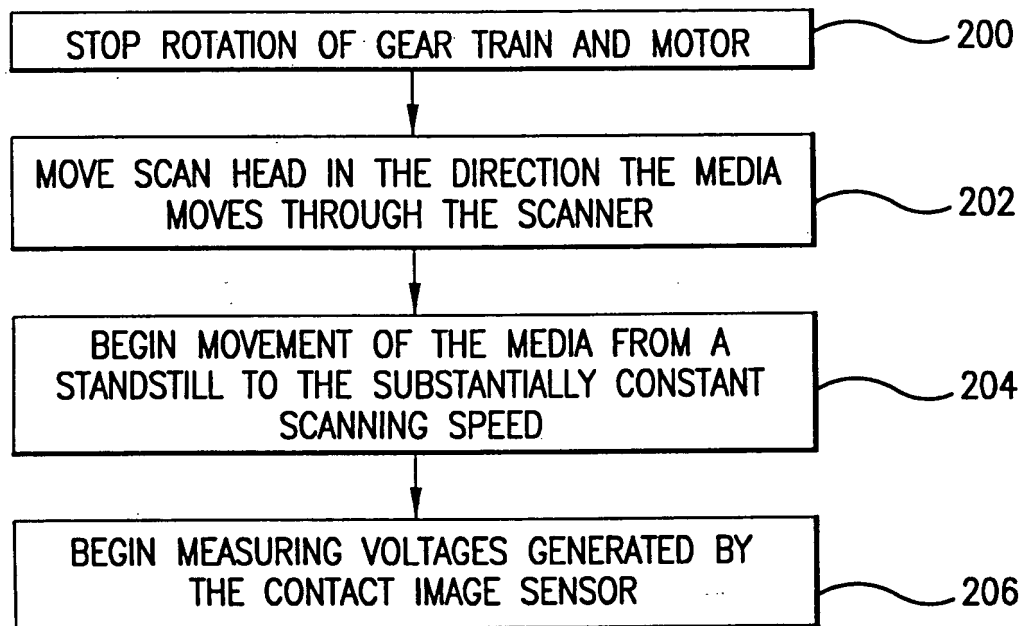 STOP ROTATION OF GEAR TRAIN AND MOTOR
200
MOVE SCAN HEAD IN THE DIRECTION THE MEDIA
MOVES THROUGH THE SCANNER
202
BEGIN MOVEMENT OF THE MEDIA FROM A
STANDSTILL TO THE SUBSTANTIALLY CONSTANT
SCANNING SPEED
204
BEGIN MEASURING VOLTAGES GENERATED BY
THE CONTACT IMAGE SENSOR
206